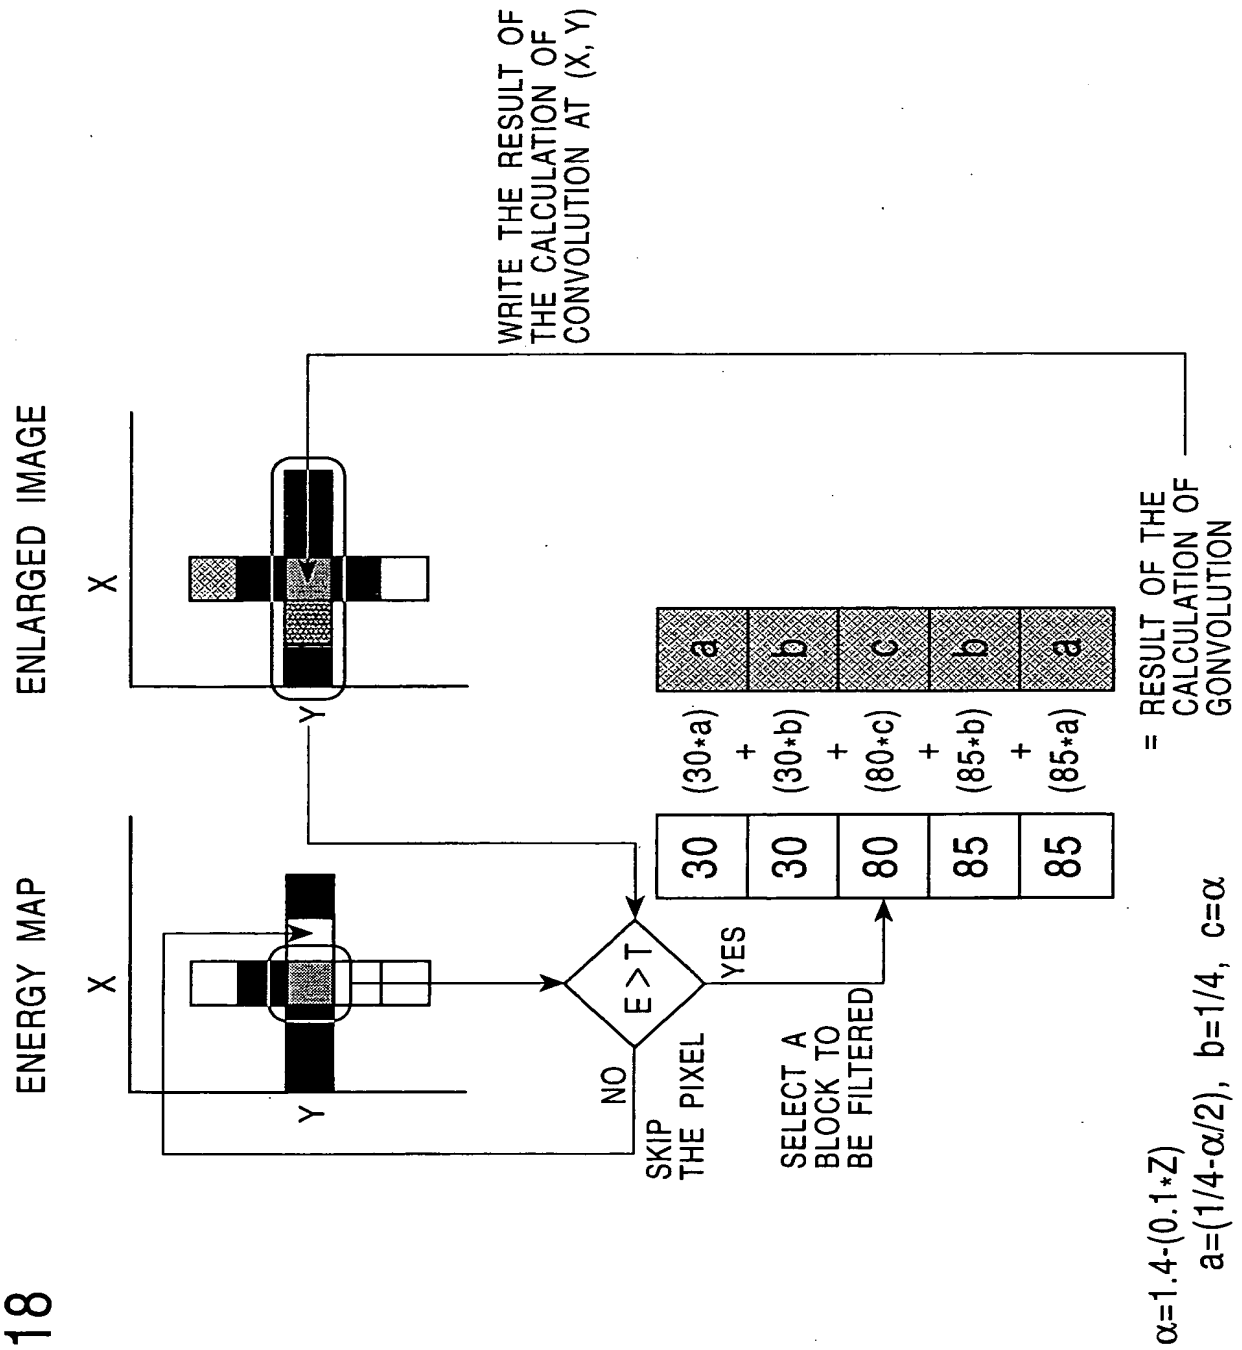 18
ENERGY MAP
ENLARGED IMAGE
X
X
Y
Y
WRITE THE RESULT OF
THE CALCULATION OF
CONVOLUTION AT (X, Y)
E>T
NO
YES
SKIP
THE PIXEL
SELECT A
BLOCK TO
BE FILTERED
30
(30*a)
a
+
30
(30*b)
b
+
80
(80*c)
c
+
85
(85*b)
b
+
85
(85*a)
a
= RESULT OF THE
CALCULATION OF
GONVOLUTION
α=1.4-(0.1*Z)
a=(1/4-α/2), b=1/4, c=α